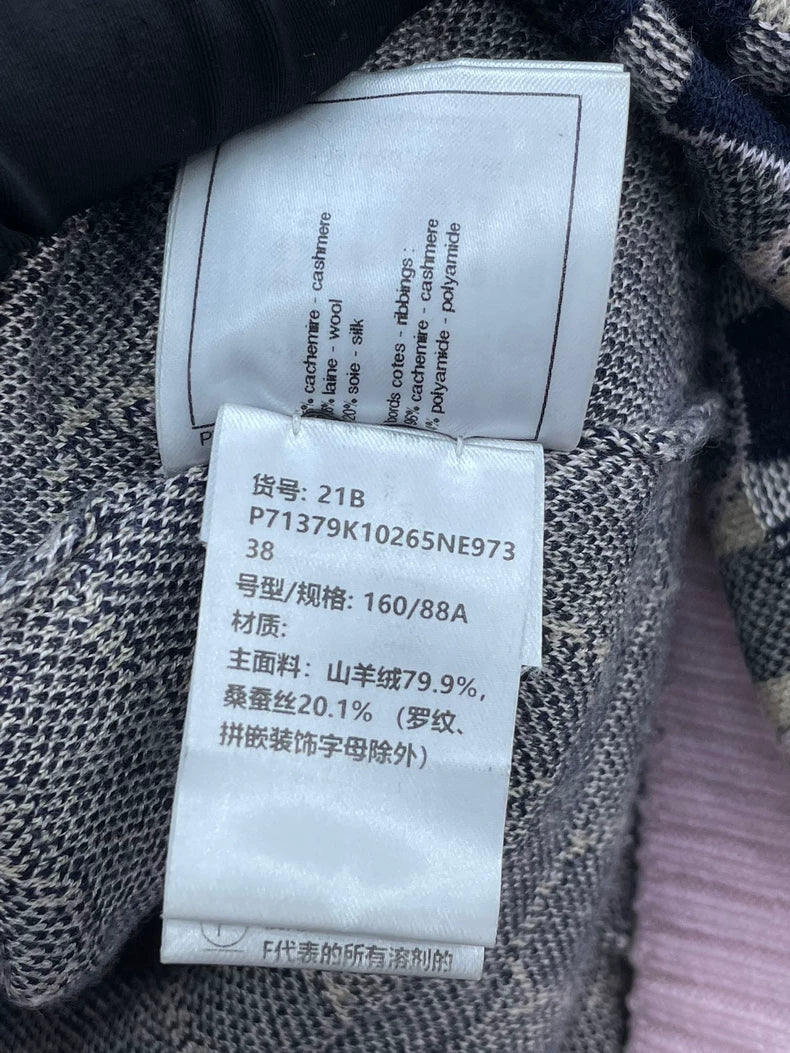 cachemire - cashmere
laine - wool
20% soie - silk
bords cotes - ribbings :
cachemire - cashmere
polyamide - polyamide
货号: 21B
P71379K10265NE973
38
号型/规格: 160/88A
材质:
主面料: 山羊绒79.9%,
桑蚕丝20.1% （罗纹、
拼嵌装饰字母除外）
F代表的所有溶剂的